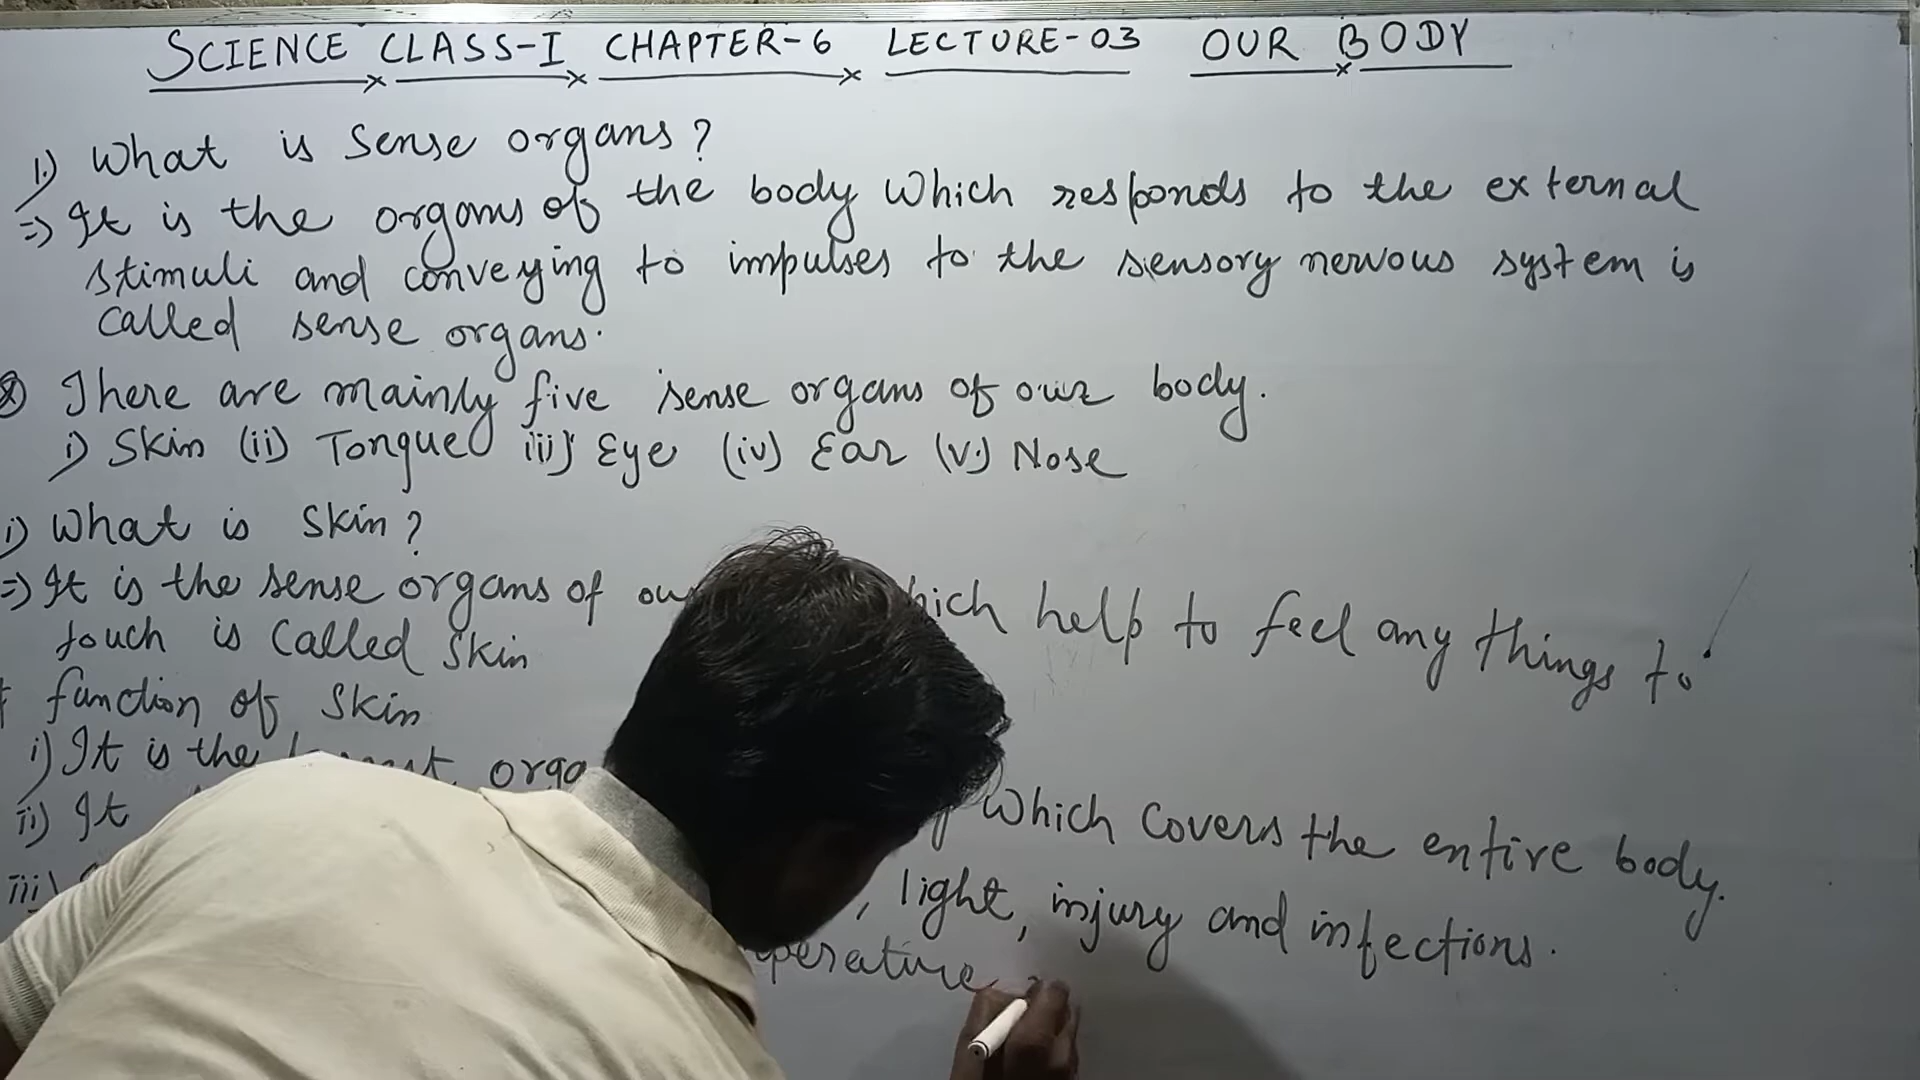 SCIENCE CLASS-I CHAPTER-6 LECTURE-03 OUR BODY
1.) What is Sense organs?
=> It is the organs of the body which responds to the external
stimuli and conveying to impulses to the sensory nervous system is
called sense organs.
There are mainly five sense organs of our body.
i) Skin (ii) Tongue iii) Eye (iv) Ear (v.) Nose
i) What is Skin?
=> It is the sense organs of which help to feel any things to
touch is called skin
function of Skin
i) It is the which covers the entire body.
ii) It , light, injury and infections.
iii)